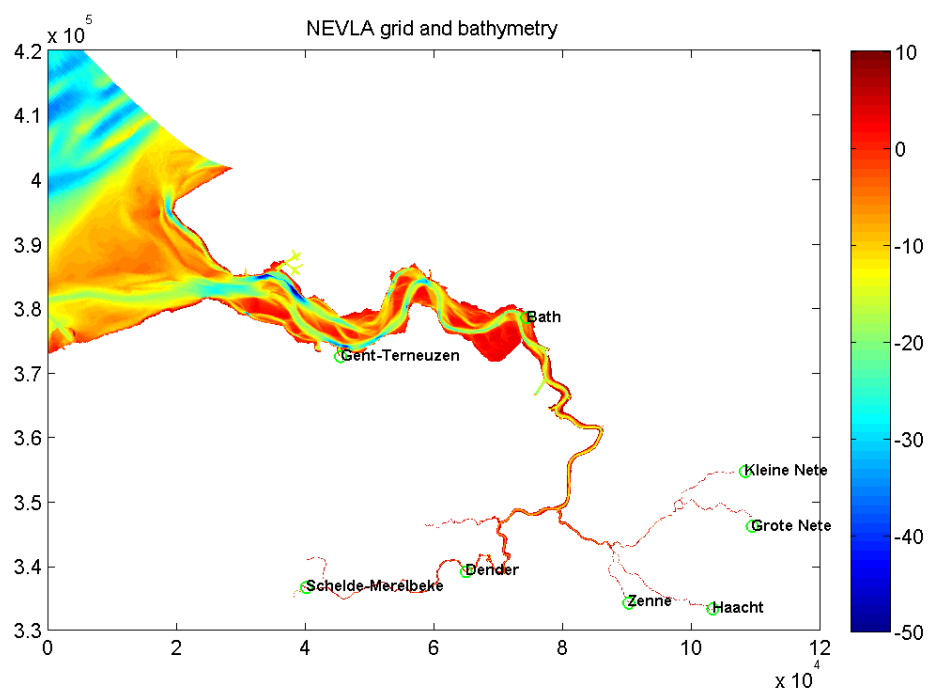 NEVLA grid and bathymetry
x 10^5
4.2
4.1
4
3.9
3.8
3.7
3.6
3.5
3.4
3.3
0
2
4
6
8
10
12
x 10^4
Bath
Gent-Terneuzen
Kleine Nete
Grote Nete
Dender
Schelde-Merelbeke
Zenne
Haacht
10
0
-10
-20
-30
-40
-50